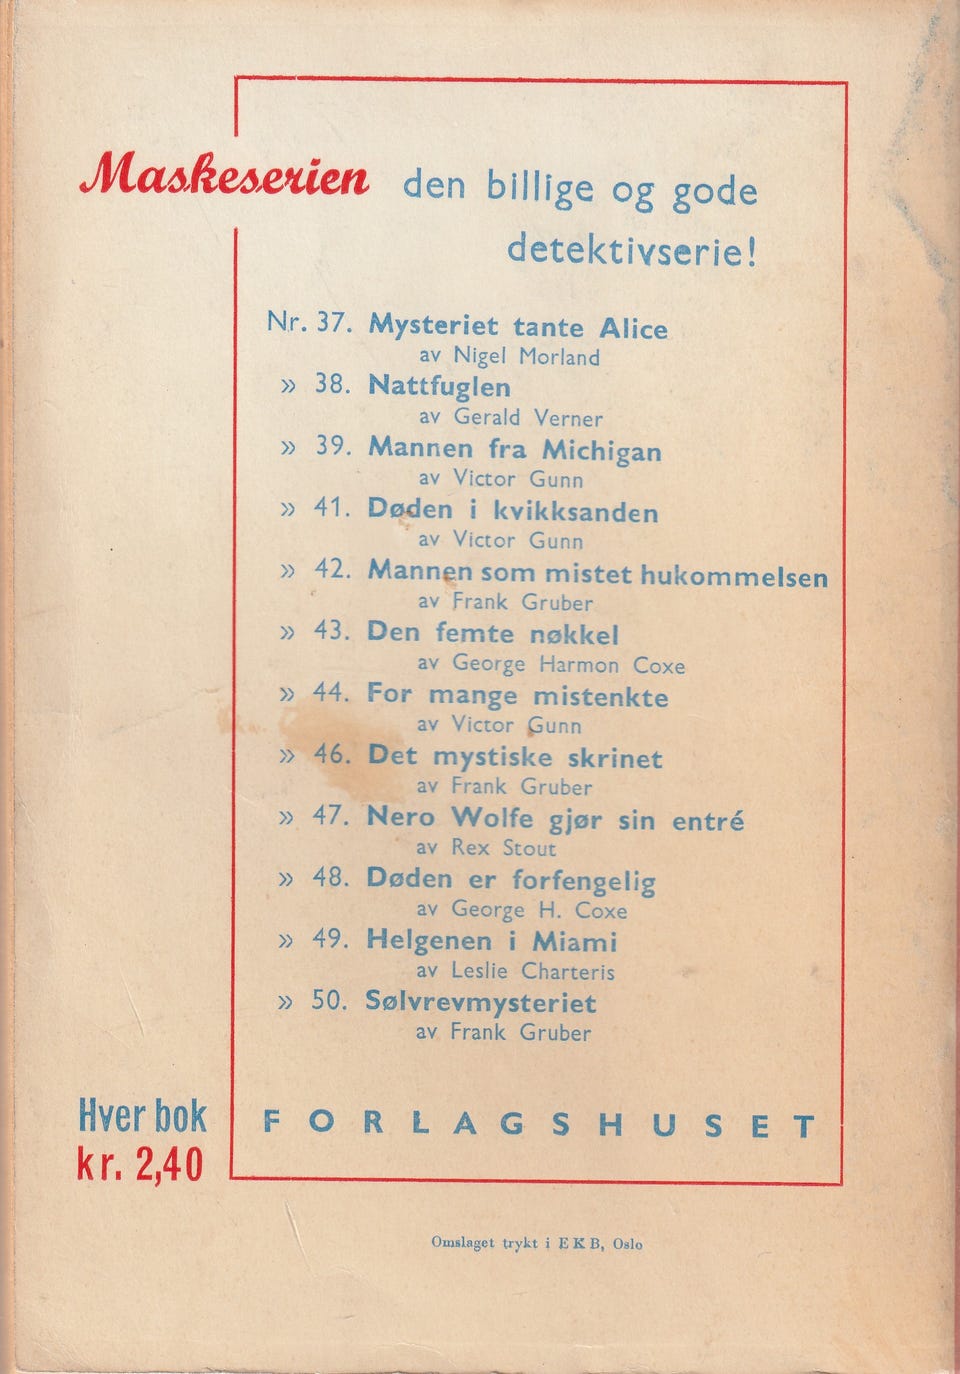 Maskeserien den billige og gode
detektivserie!
Nr. 37. Mysteriet tante Alice
av Nigel Morland
» 38. Nattfuglen
av Gerald Verner
» 39. Mannen fra Michigan
av Victor Gunn
» 41. Døden i kvikksanden
av Victor Gunn
» 42. Mannen som mistet hukommelsen
av Frank Gruber
» 43. Den femte nøkkel
av George Harmon Coxe
» 44. For mange mistenkte
av Victor Gunn
» 46. Det mystiske skrinet
av Frank Gruber
» 47. Nero Wolfe gjør sin entré
av Rex Stout
» 48. Døden er forfengelig
av George H. Coxe
» 49. Helgenen i Miami
av Leslie Charteris
» 50. Sølvrevmysteriet
av Frank Gruber
Hver bok
kr. 2,40
FORLAGSHUSET
Omslaget trykt i EKB, Oslo